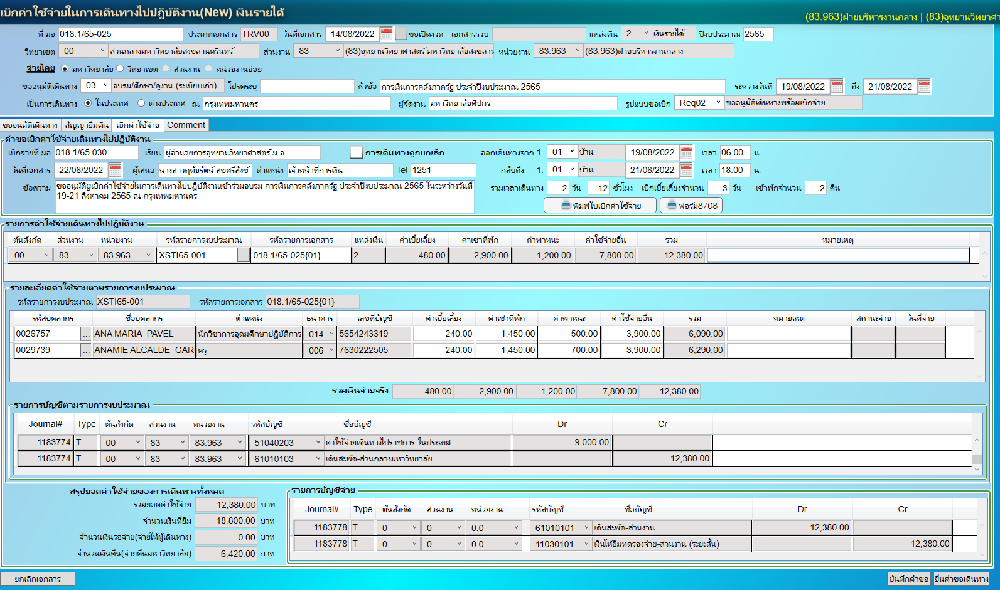 เบิกค่าใช้จ่ายในการเดินทางไปปฏิบัติงาน(New) เงินรายได้
(83.963)ฝ่ายบริหารงานกลาง | (83)อุทยานวิทยาศา
ที่ มอ 018.1/65-025 ประเภทเอกสาร TRV00 วันที่เอกสาร 14/08/2022 ขอเปิดงวด เอกสารรวบ แหล่งเงิน 2 เงินรายได้ ปีงบประมาณ 2565
วิทยาเขต 00 ส่วนกลางมหาวิทยาลัยสงขลานครินทร์ ส่วนงาน 83 (83)อุทยานวิทยาศาสตร์ มหาวิทยาลัยสงขลาน หน่วยงาน 83.963 (83.963)ฝ่ายบริหารงานกลาง
จ่ายโดย มหาวิทยาลัย วิทยาเขต ส่วนงาน หน่วยงานย่อย
ขออนุมัติเดินทาง 03 อบรม/ศึกษา/ดูงาน (ระเบียบเก่า) โปรดระบุ หัวข้อ การเงินการคลังภาครัฐ ประจำปีงบประมาณ 2565 ระหว่างวันที่ 19/08/2022 ถึง 21/08/2022
เป็นการเดินทาง ในประเทศ ต่างประเทศ ณ กรุงเทพมหานคร ผู้จัดงาน มหาวิทยาลัยศิปกร รูปแบบขอเบิก Req02 ขออนุมัติเดินทางพร้อมเบิกจ่าย
ขออนุมัติเดินทาง สัญญายืมเงิน เบิกค่าใช้จ่าย Comment
คำขอเบิกค่าใช้จ่ายเดินทางไปปฏิบัติงาน
เบิกจ่ายที่ มอ 018.1/65.030 เรียน ผู้อำนวยการอุทยานวิทยาศาสตร์ ม.อ. การเดินทางถูกยกเลิก ออกเดินทางจาก 1. 01 บ้าน 19/08/2022 เวลา 06.00 น.
วันที่เอกสาร 22/08/2022 ผู้เสนอ นางสาวฤทัยรัตน์ สุขศรีสังข์ ตำแหน่ง เจ้าหน้าที่การเงิน Tel 1251 กลับถึง 1. 01 บ้าน 21/08/2022 เวลา 18.00 น.
ข้อความ ขออนุมัติgเบิกค่าใช้จ่ายในการเดินทางไปปฏิบัติงานเข้าร่วมอบรม การเงินการคลังภาครัฐ ประจำปีงบประมาณ 2565 ในระหว่างวันที่ รวมเวลาเดินทาง 2 วัน 12 ชั่วโมง เบิกเบี้ยเลี้ยงจำนวน 3 วัน เข้าพักจำนวน 2 คืน
19-21 สิงหาคม 2565 ณ กรุงเทพมหานคร
พิมพ์ใบเบิกค่าใช้จ่าย ฟอร์ม8708
รายการค่าใช้จ่ายเดินทางไปปฏิบัติงาน
ต้นสังกัด ส่วนงาน หน่วยงาน รหัสรายการงบประมาณ รหัสรายการเอกสาร แหล่งเงิน ค่าเบี้ยเลี้ยง ค่าเช่าที่พัก ค่าพาหนะ ค่าใช้จ่ายอื่น รวม หมายเหตุ
00 83 83.963 XSTI65-001 ... 018.1/65-025{01} 2 480.00 2,900.00 1,200.00 7,800.00 12,380.00
รายละเอียดค่าใช้จ่ายตามรายการงบประมาณ
รหัสรายการงบประมาณ XSTI65-001 รหัสรายการเอกสาร 018.1/65-025{01}
รหัสบุคลากร ชื่อบุคลากร ตำแหน่ง ธนาคาร เลขที่บัญชี ค่าเบี้ยเลี้ยง ค่าเช่าที่พัก ค่าพาหนะ ค่าใช้จ่ายอื่น รวม หมายเหตุ สถานะจ่าย วันที่จ่าย
0026757 ... ANA MARIA PAVEL นักวิชาการอุดมศึกษาปฏิบัติการ 014 5654243319 240.00 1,450.00 500.00 3,900.00 6,090.00
0029739 ... ANAMIE ALCALDE GAR ครู 006 7630222505 240.00 1,450.00 700.00 3,900.00 6,290.00
รวมเงินจ่ายจริง 480.00 2,900.00 1,200.00 7,800.00 12,380.00
รายการบัญชีตามรายการงบประมาณ
Journal# Type ต้นสังกัด ส่วนงาน หน่วยงาน รหัสบัญชี ชื่อบัญชี Dr Cr
1183774 T 00 83 83.963 51040203 ค่าใช้จ่ายเดินทางไปราชการ-ในประเทศ 9,000.00
1183774 T 00 83 83.963 61010103 เดินสะพัด-ส่วนกลางมหาวิทยาลัย 12,380.00
สรุปยอดค่าใช้จ่ายของการเดินทางทั้งหมด
รวมยอดค่าใช้จ่าย 12,380.00 บาท
จำนวนเงินที่ยืม 18,800.00 บาท
จำนวนเงินรอจ่าย(จ่ายให้ผู้เดินทาง) 0.00 บาท
จำนวนเงินคืน(จ่ายคืนมหาวิทยาลัย) 6,420.00 บาท
รายการบัญชีจ่าย
Journal# Type ต้นสังกัด ส่วนงาน หน่วยงาน รหัสบัญชี ชื่อบัญชี Dr Cr
1183778 T 0 0 0.0 61010101 เดินสะพัด-ส่วนงาน 12,380.00
1183778 T 0 0 0.0 11030101 เงินให้ยืมทดรองจ่าย-ส่วนงาน (ระยะสั้น) 12,380.00
ยกเลิกเอกสาร บันทึกคำขอ ยื่นคำขอเดินทาง